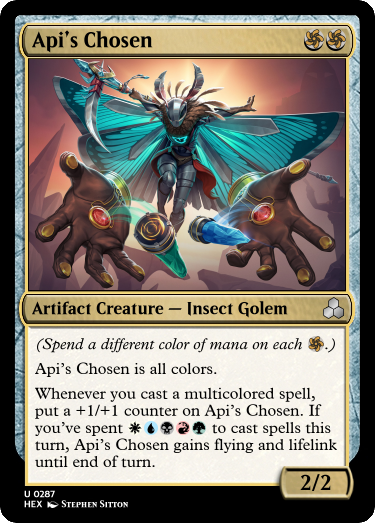 Api's Chosen
Artifact Creature — Insect Golem
(Spend a different color of mana on each .)
Api's Chosen is all colors.
Whenever you cast a multicolored spell,
put a +1/+1 counter on Api's Chosen. If
you've spent to cast spells this
turn, Api's Chosen gains flying and lifelink
until end of turn.
2/2
U 0287
HEX Stephen Sitton